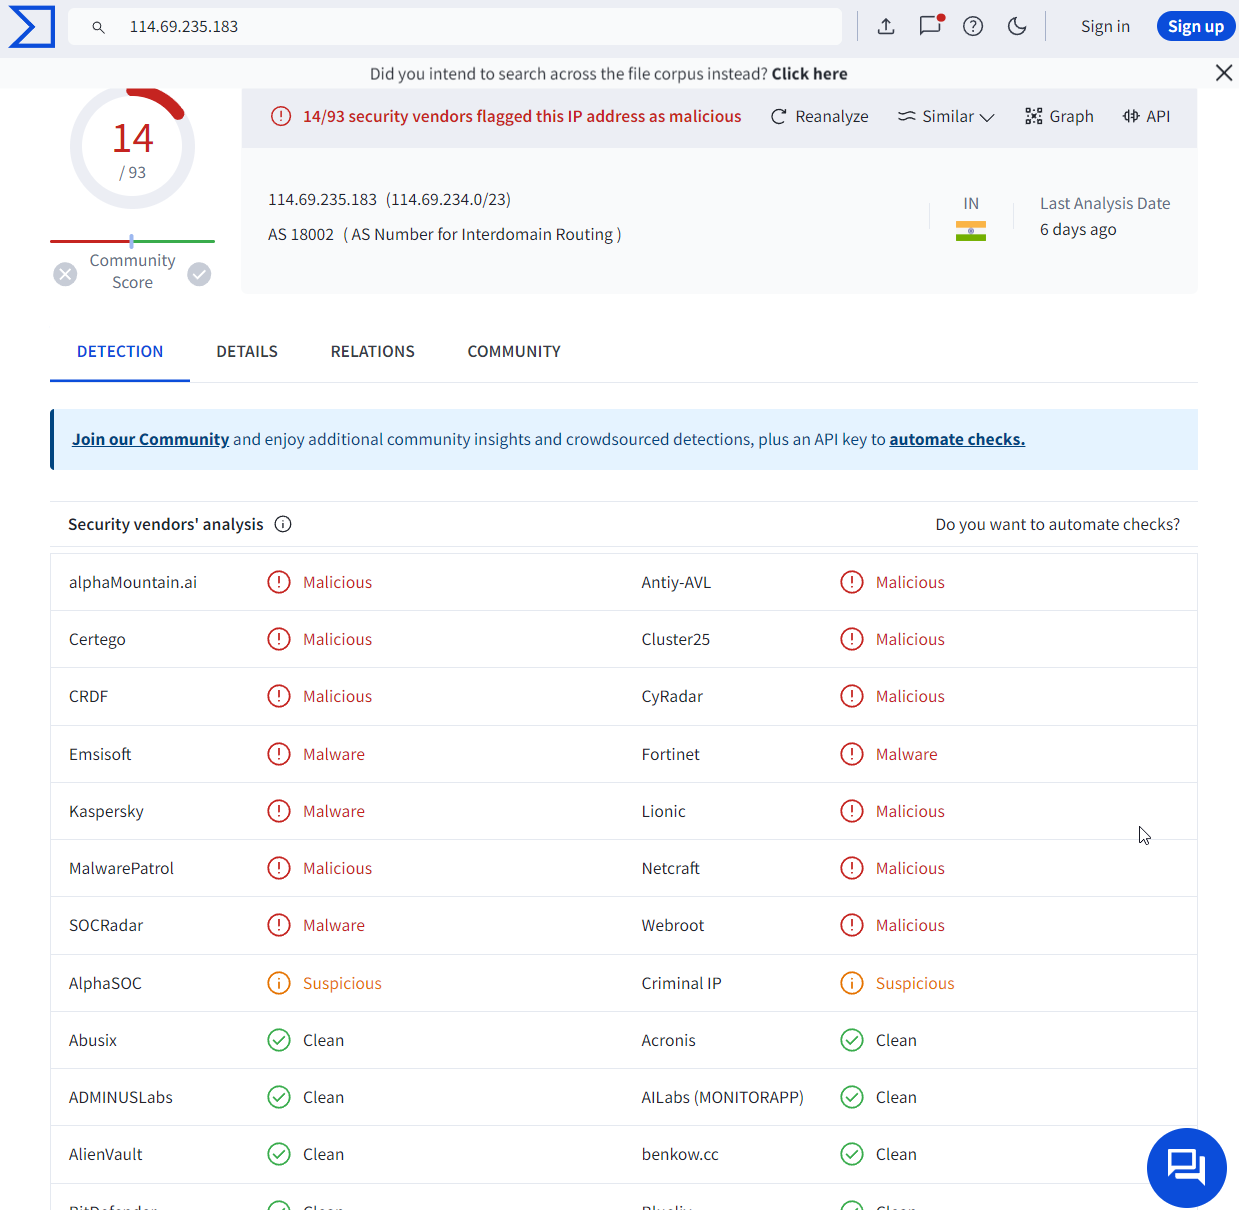 114.69.235.183
Sign in
Sign up
Did you intend to search across the file corpus instead? Click here
14
/ 93
Community
Score
14/93 security vendors flagged this IP address as malicious
Reanalyze
Similar
Graph
API
114.69.235.183 (114.69.234.0/23)
AS 18002 ( AS Number for Interdomain Routing )
IN
Last Analysis Date
6 days ago
DETECTION
DETAILS
RELATIONS
COMMUNITY
Join our Community and enjoy additional community insights and crowdsourced detections, plus an API key to automate checks.
Security vendors' analysis
Do you want to automate checks?
alphaMountain.ai Malicious Antiy-AVL Malicious
Certego Malicious Cluster25 Malicious
CRDF Malicious CyRadar Malicious
Emsisoft Malware Fortinet Malware
Kaspersky Malware Lionic Malicious
MalwarePatrol Malicious Netcraft Malicious
SOCRadar Malware Webroot Malicious
AlphaSOC Suspicious Criminal IP Suspicious
Abusix Clean Acronis Clean
ADMINUSLabs Clean AILabs (MONITORAPP) Clean
AlienVault Clean benkow.cc Clean
BitDefender Clean Blueliv Clean